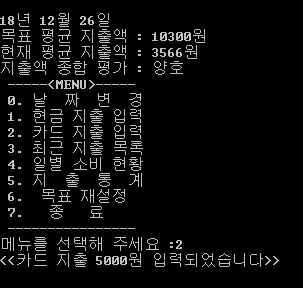 18년 12월 26일
목표 평균 지출액 : 10300원
현재 평균 지출액 : 3566원
지출액 종합 평가 : 양호
-----<MENU>-----
0. 날 짜 변 경
1. 현금 지출 입력
2. 카드 지출 입력
3. 최근 지출 목록
4. 일별 소비 현황
5. 지 출 통 계
6. 목표 재설정
7. 종 료
----------------
메뉴를 선택해 주세요 :2
<<카드 지출 5000원 입력되었습니다>>